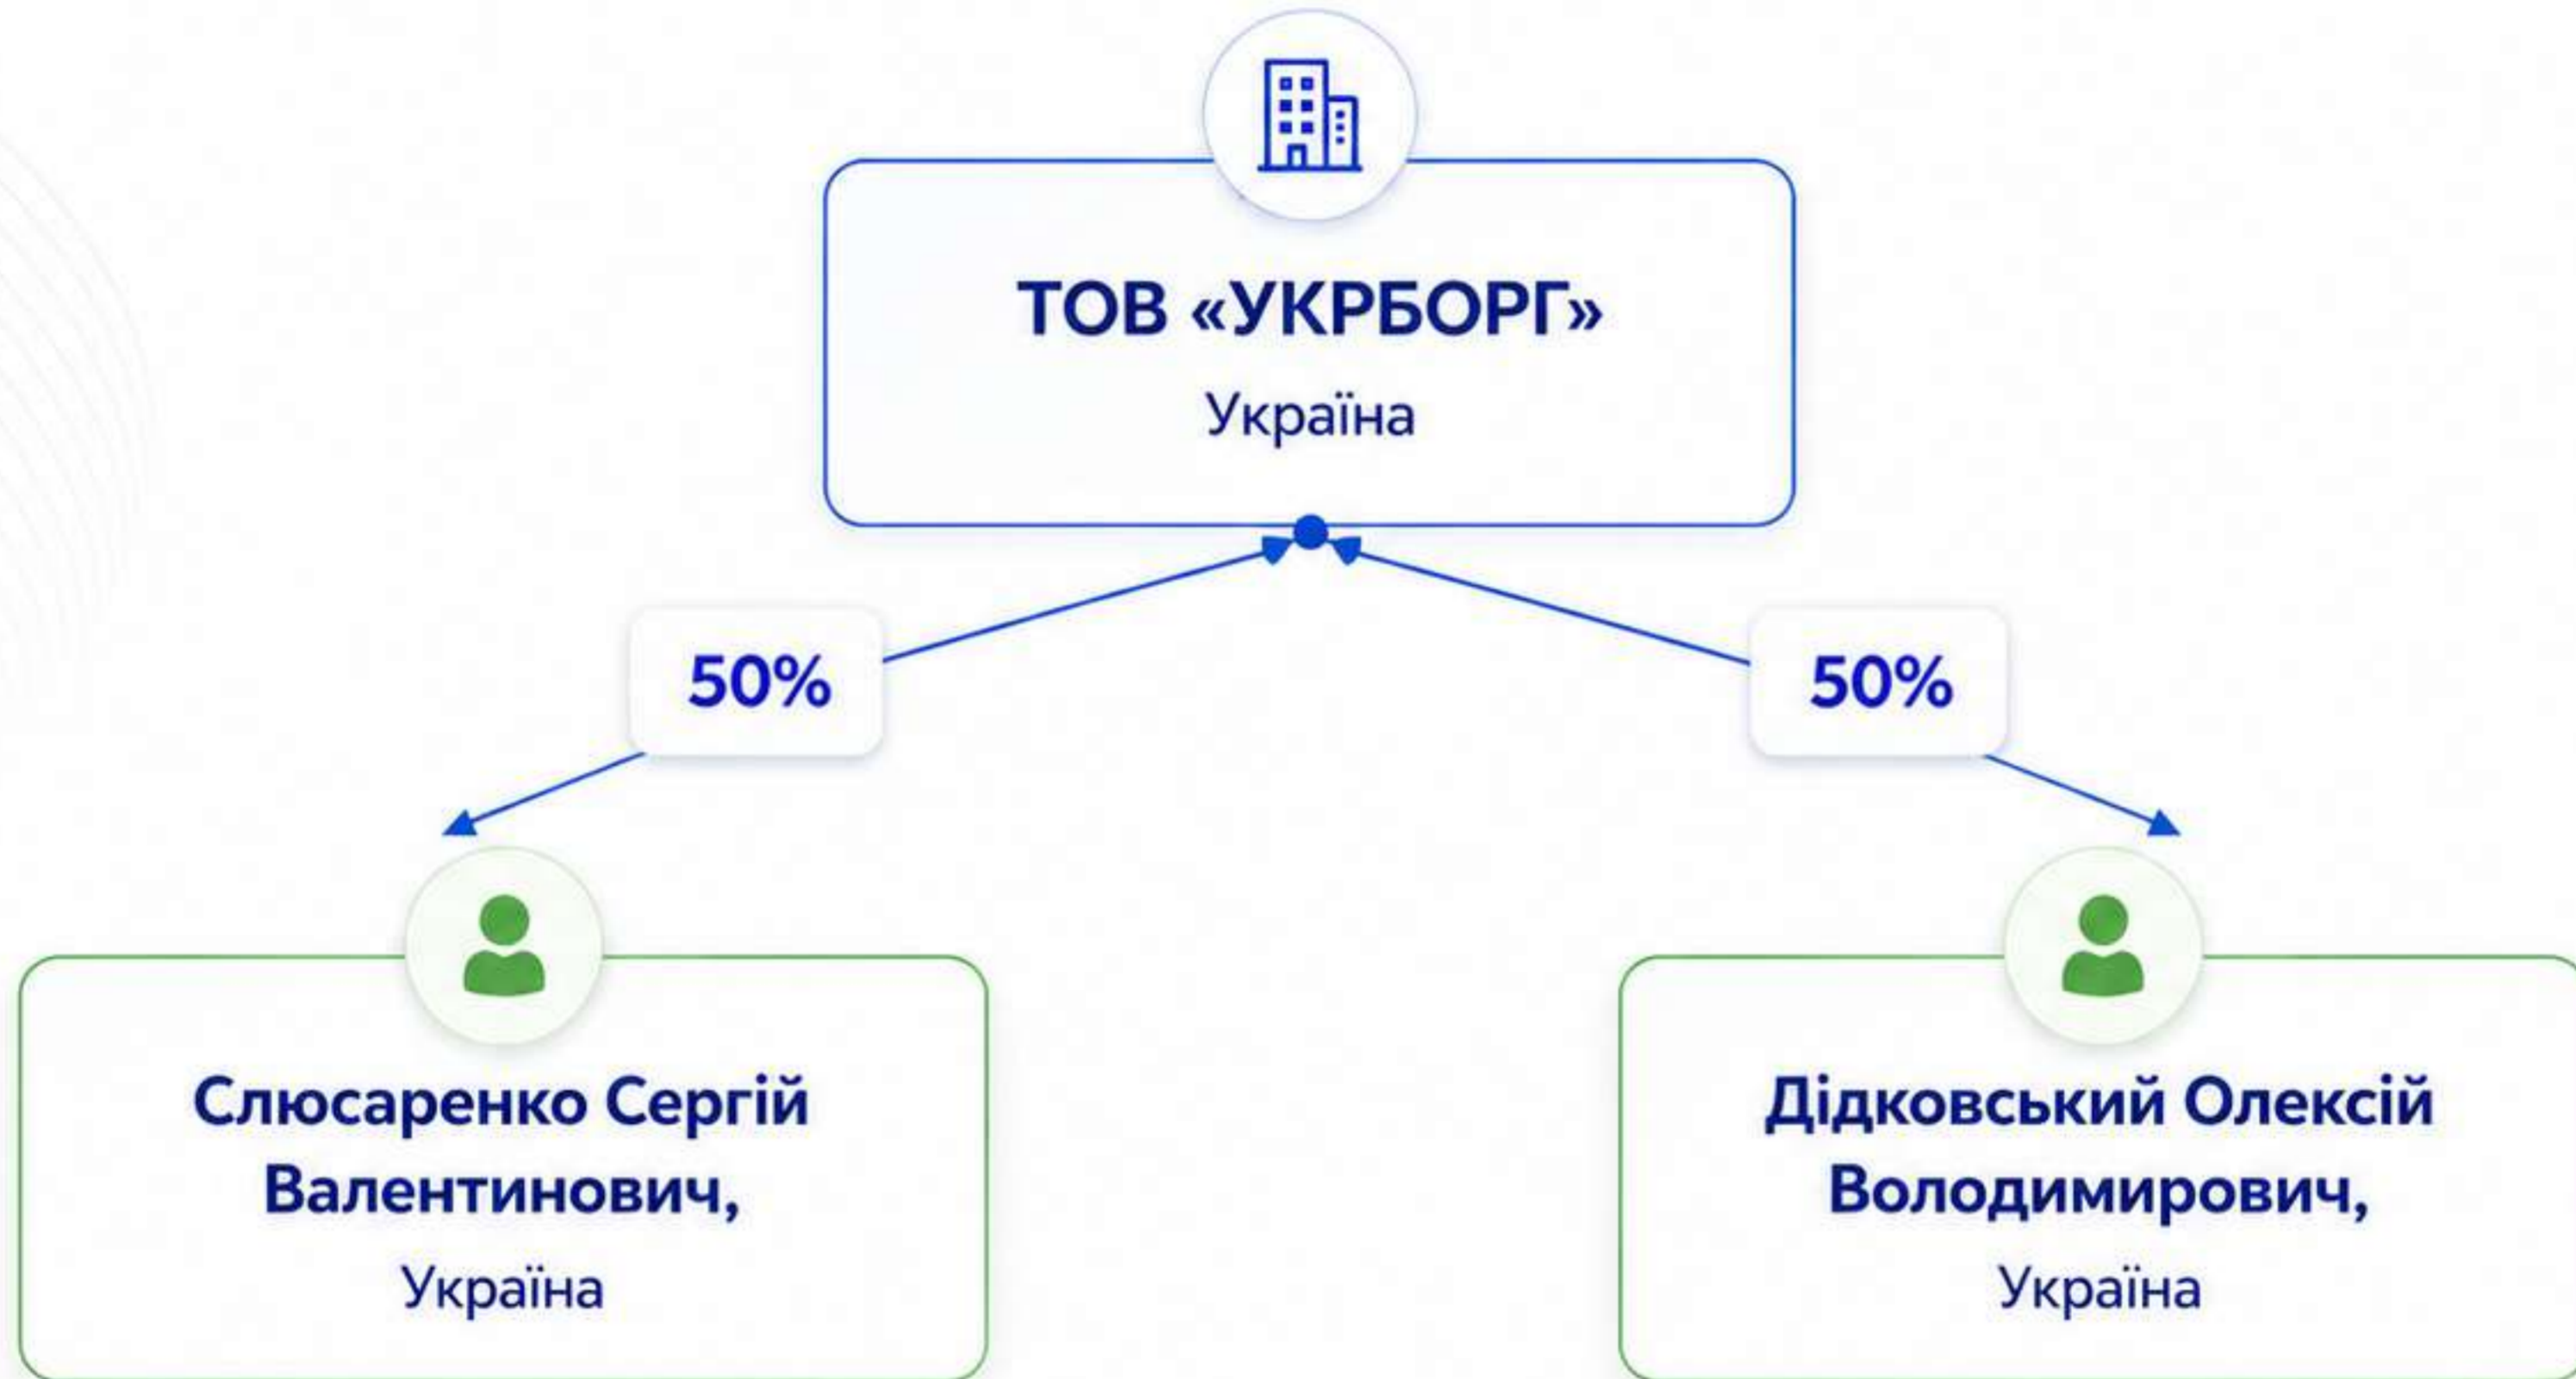 ТОВ «УКРБОРГ»
Україна
50%
50%
Слюсаренко Сергій
Валентинович,
Україна
Дідковський Олексій
Володимирович,
Україна